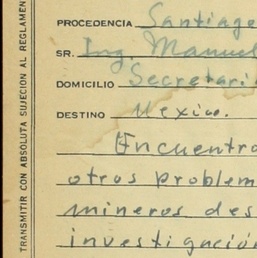 PROCEDENCIA Santiago
SR. Ing Manuel
DOMICILIO Secretari
DESTINO Mexico.
Encuentro
otros problem
mineros des
investigación
TRANSMITIR CON ABSOLUTA SUJECION AL REGLAMEN